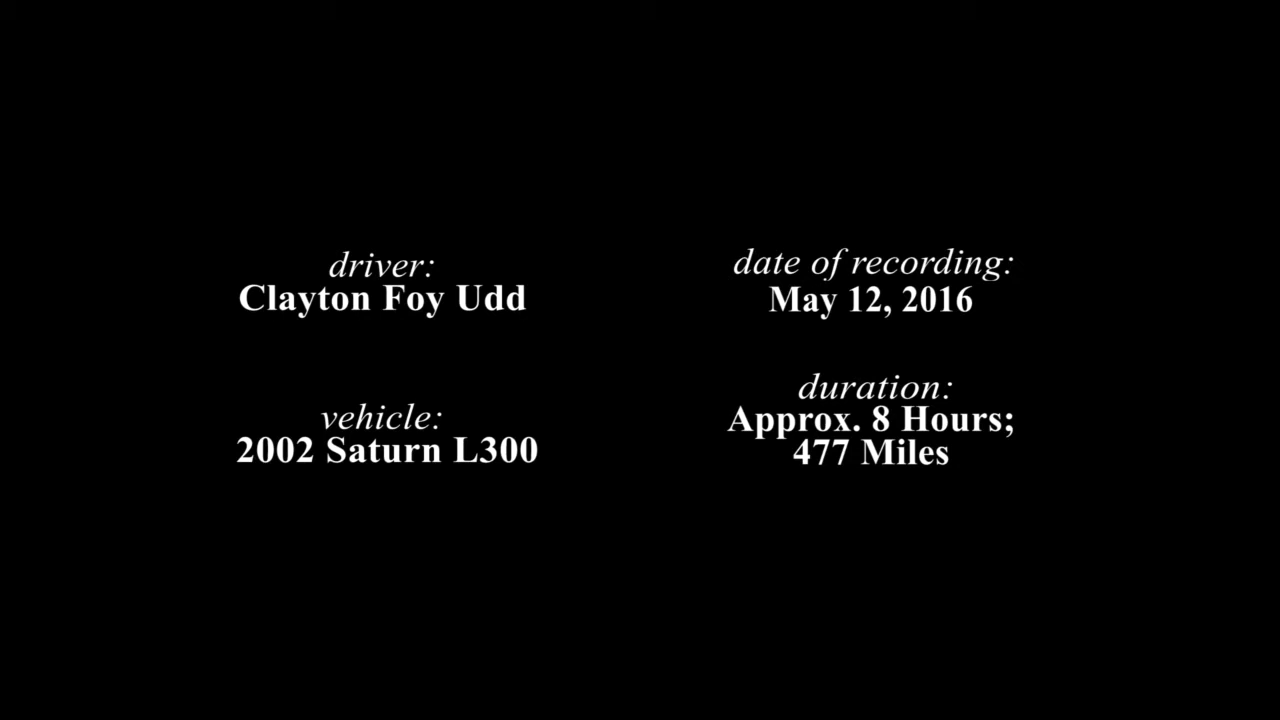 driver:
Clayton Foy Udd
vehicle:
2002 Saturn L300
date of recording:
May 12, 2016
duration:
Approx. 8 Hours;
477 Miles